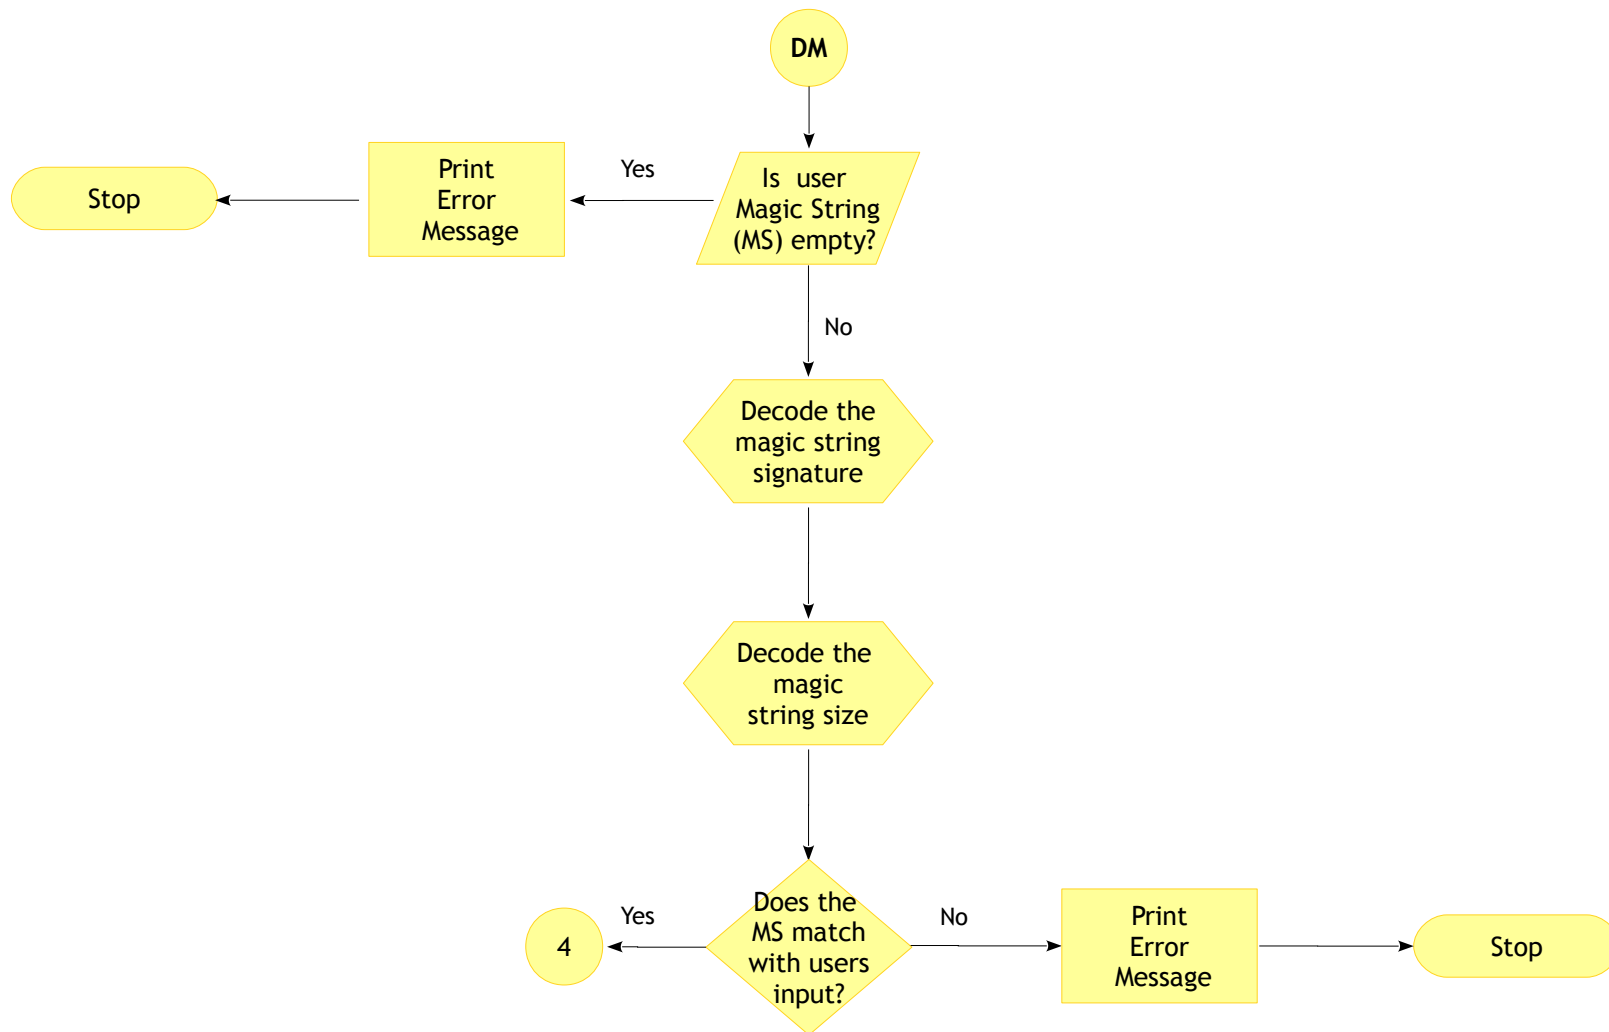 DM
Is user
Magic String
(MS) empty?
Yes
Print
Error
Message
Stop
No
Decode the
magic string
signature
Decode the
magic
string size
Does the
MS match
with users
input?
Yes
4
No
Print
Error
Message
Stop